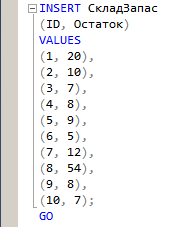 INSERT СкладЗапас
(ID, Остаток)
VALUES
(1, 20),
(2, 10),
(3, 7),
(4, 8),
(5, 9),
(6, 5),
(7, 12),
(8, 54),
(9, 8),
(10, 7);
GO